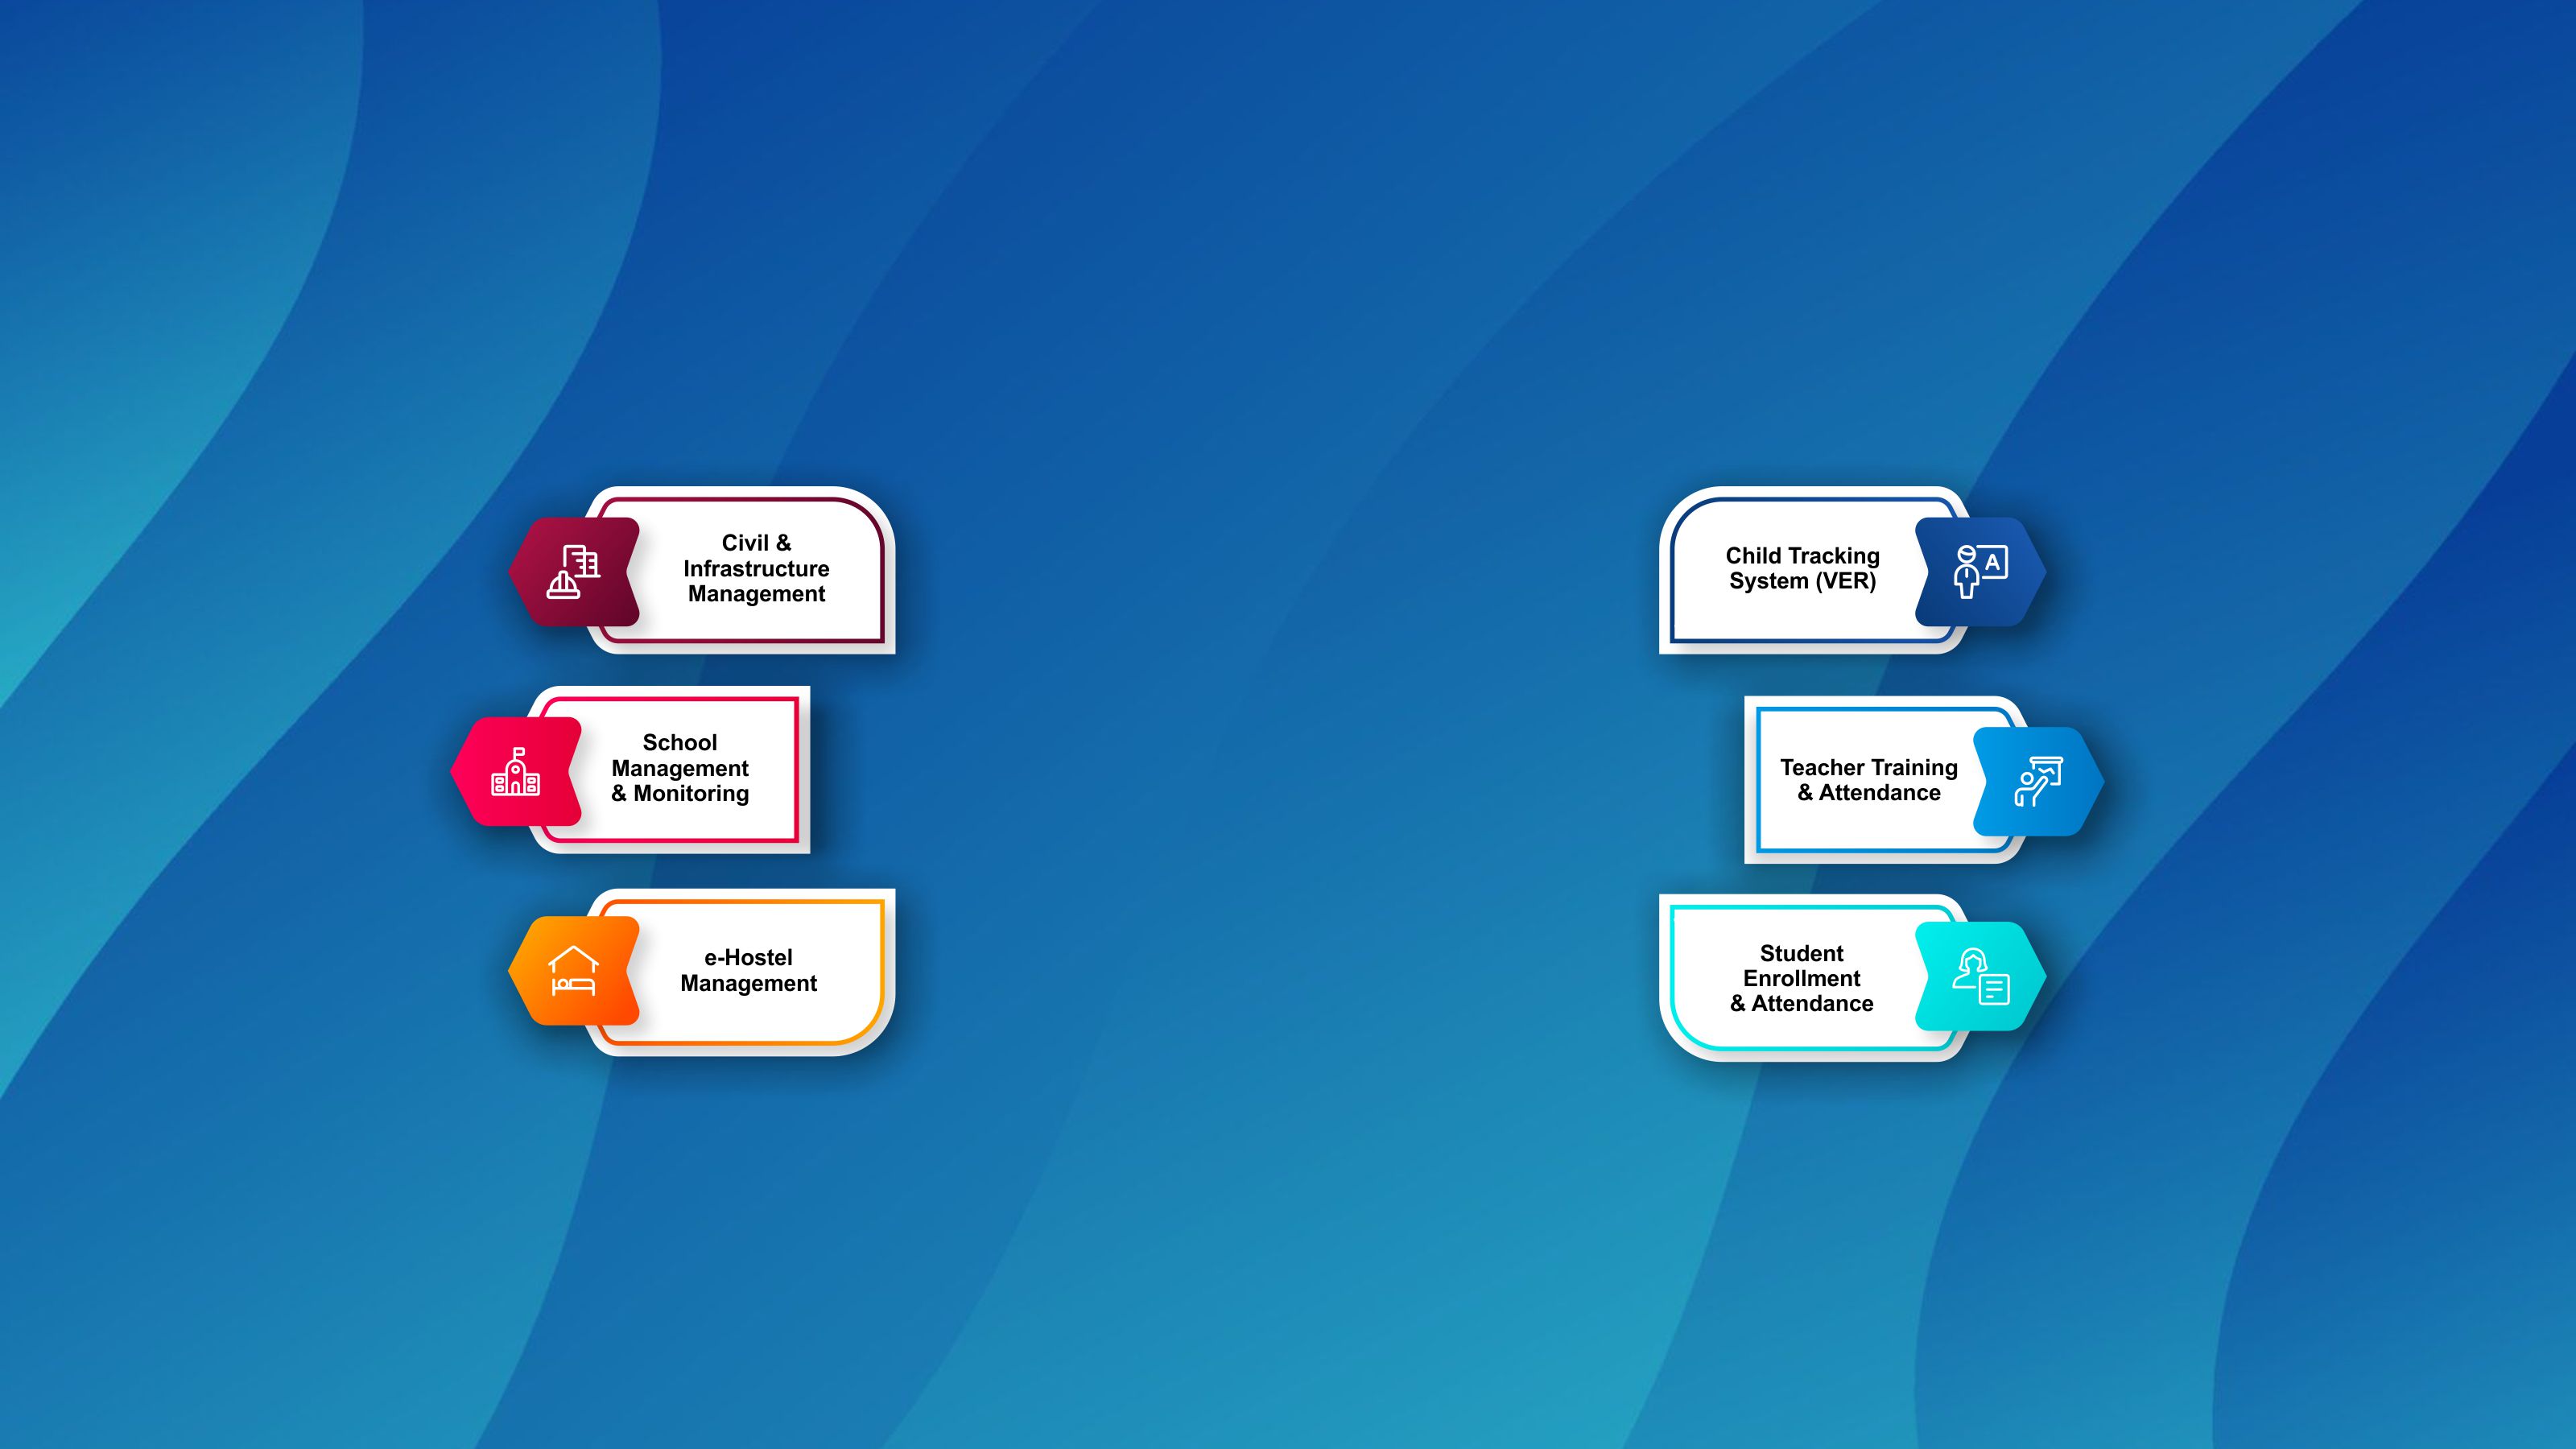 Civil &
Infrastructure
Management
School
Management
& Monitoring
e-Hostel
Management
Child Tracking
System (VER)
A
Teacher Training
& Attendance
Student
Enrollment
& Attendance